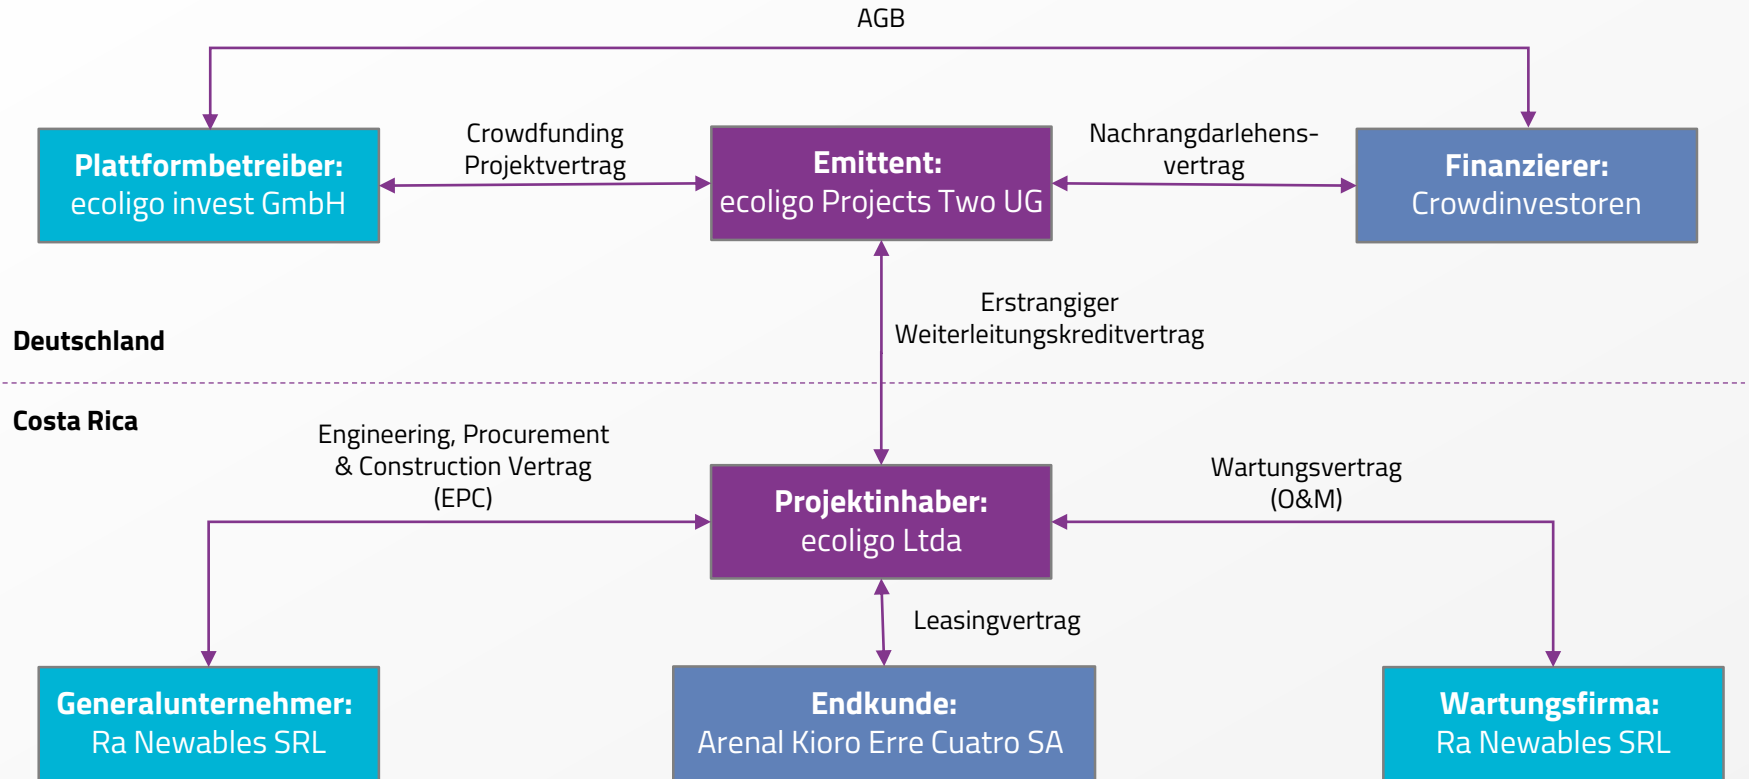 AGB
Plattformbetreiber:
ecoligo invest GmbH
Crowdfunding
Projektvertrag
Emittent:
ecoligo Projects Two UG
Nachrangdarlehens-
vertrag
Finanzierer:
Crowdinvestoren
Erstrangiger
Weiterleitungskreditvertrag
Deutschland
Costa Rica
Engineering, Procurement
& Construction Vertrag
(EPC)
Projektinhaber:
ecoligo Ltda
Wartungsvertrag
(O&M)
Leasingvertrag
Generalunternehmer:
Ra Newables SRL
Endkunde:
Arenal Kioro Erre Cuatro SA
Wartungsfirma:
Ra Newables SRL